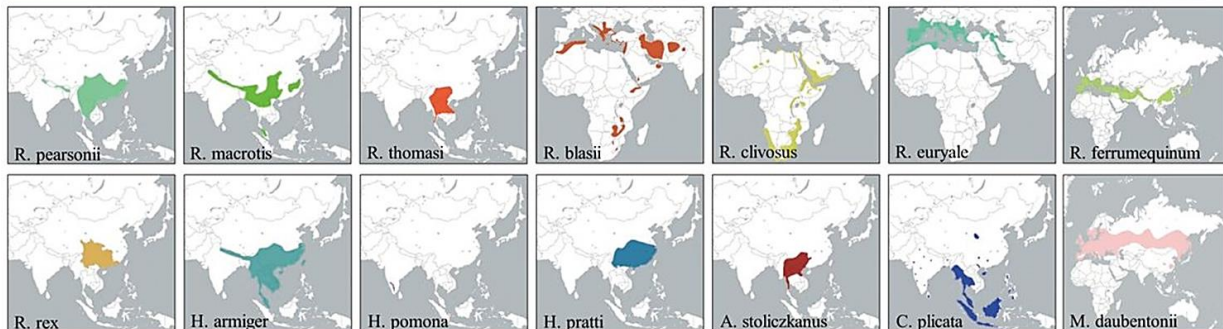 R. pearsonii
R. macrotis
R. thomasi
R. blasii
R. clivosus
R. euryale
R. ferrumequinum
R. rex
H. armiger
H. pomona
H. pratti
A. stoliczkanus
C. plicata
M. daubentonii